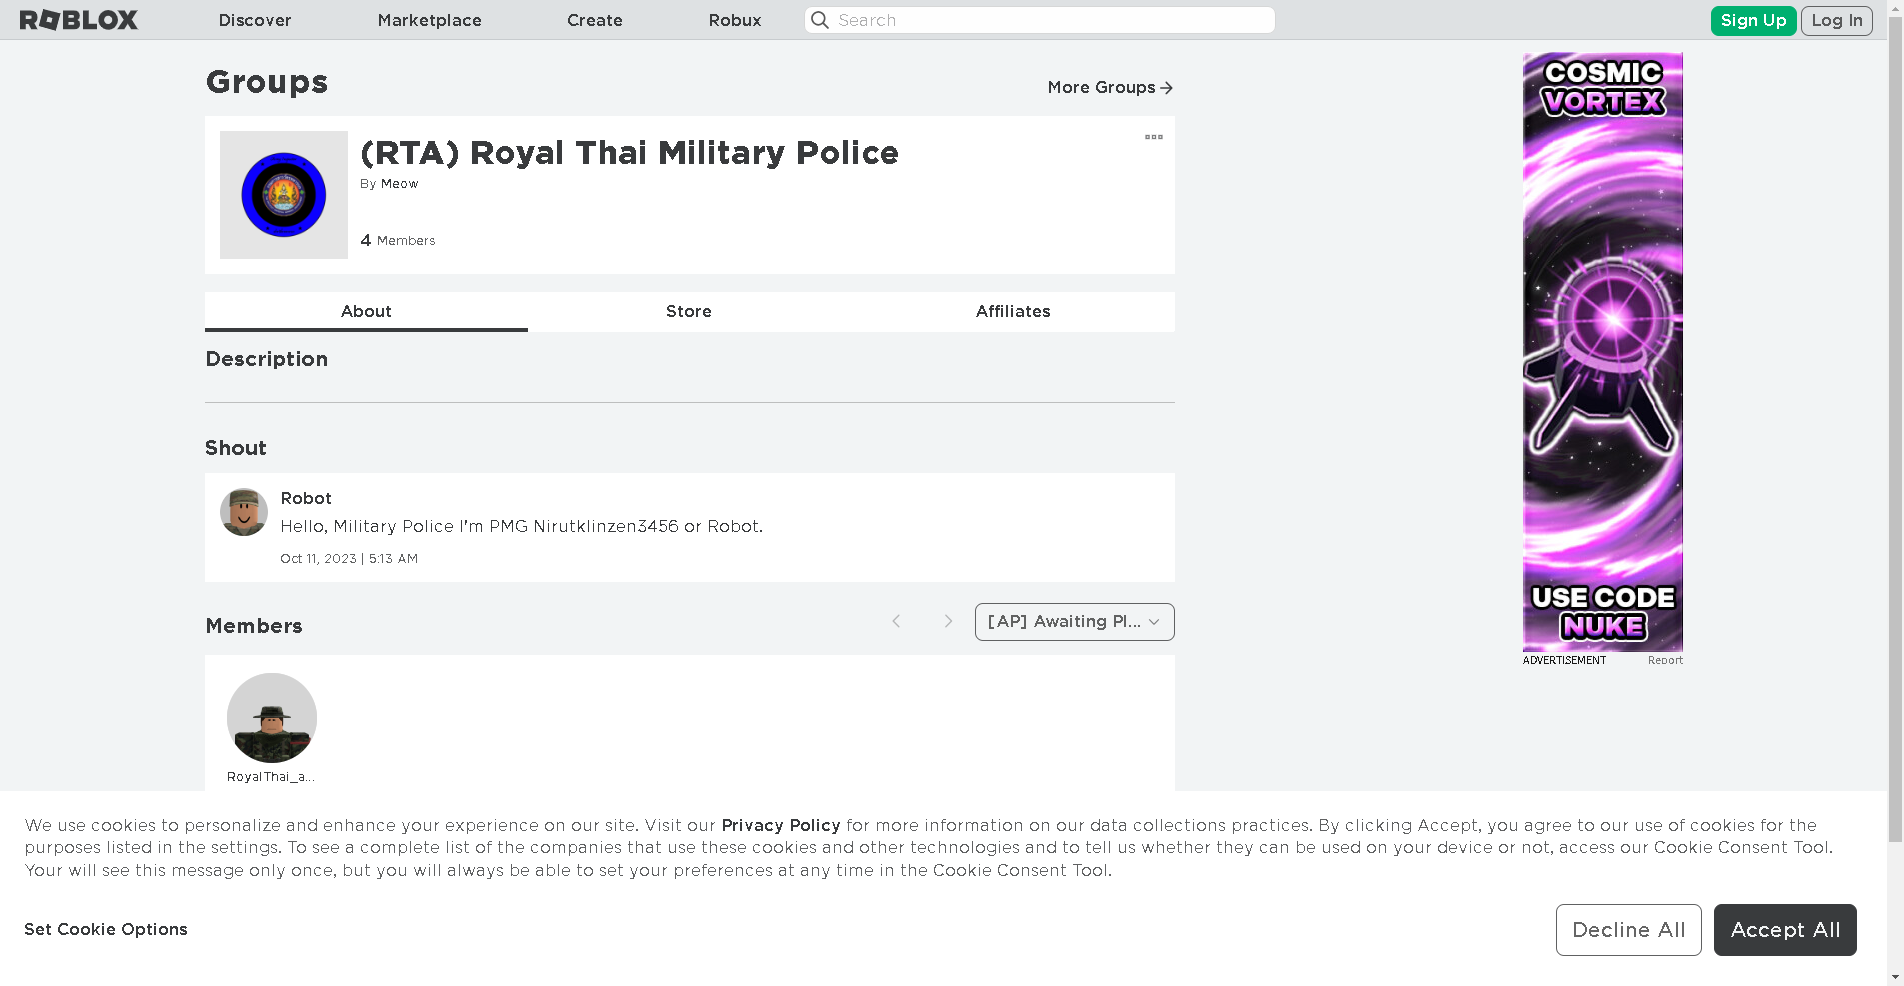 ROBLOX
Discover
Marketplace
Create
Robux
Search
Sign Up
Log In
Groups
More Groups
(RTA) Royal Thai Military Police
By Meow
4 Members
About
Store
Affiliates
Description
Shout
Robot
Hello, Military Police I'm PMG Nirutklinzen3456 or Robot.
Oct 11, 2023 | 5:13 AM
Members
[AP] Awaiting Pl...
RoyalThai_a...
COSMIC
VORTEX
USE CODE
NUKE
ADVERTISEMENT
Report
We use cookies to personalize and enhance your experience on our site. Visit our Privacy Policy for more information on our data collections practices. By clicking Accept, you agree to our use of cookies for the
purposes listed in the settings. To see a complete list of the companies that use these cookies and other technologies and to tell us whether they can be used on your device or not, access our Cookie Consent Tool.
Your will see this message only once, but you will always be able to set your preferences at any time in the Cookie Consent Tool.
Set Cookie Options
Decline All
Accept All